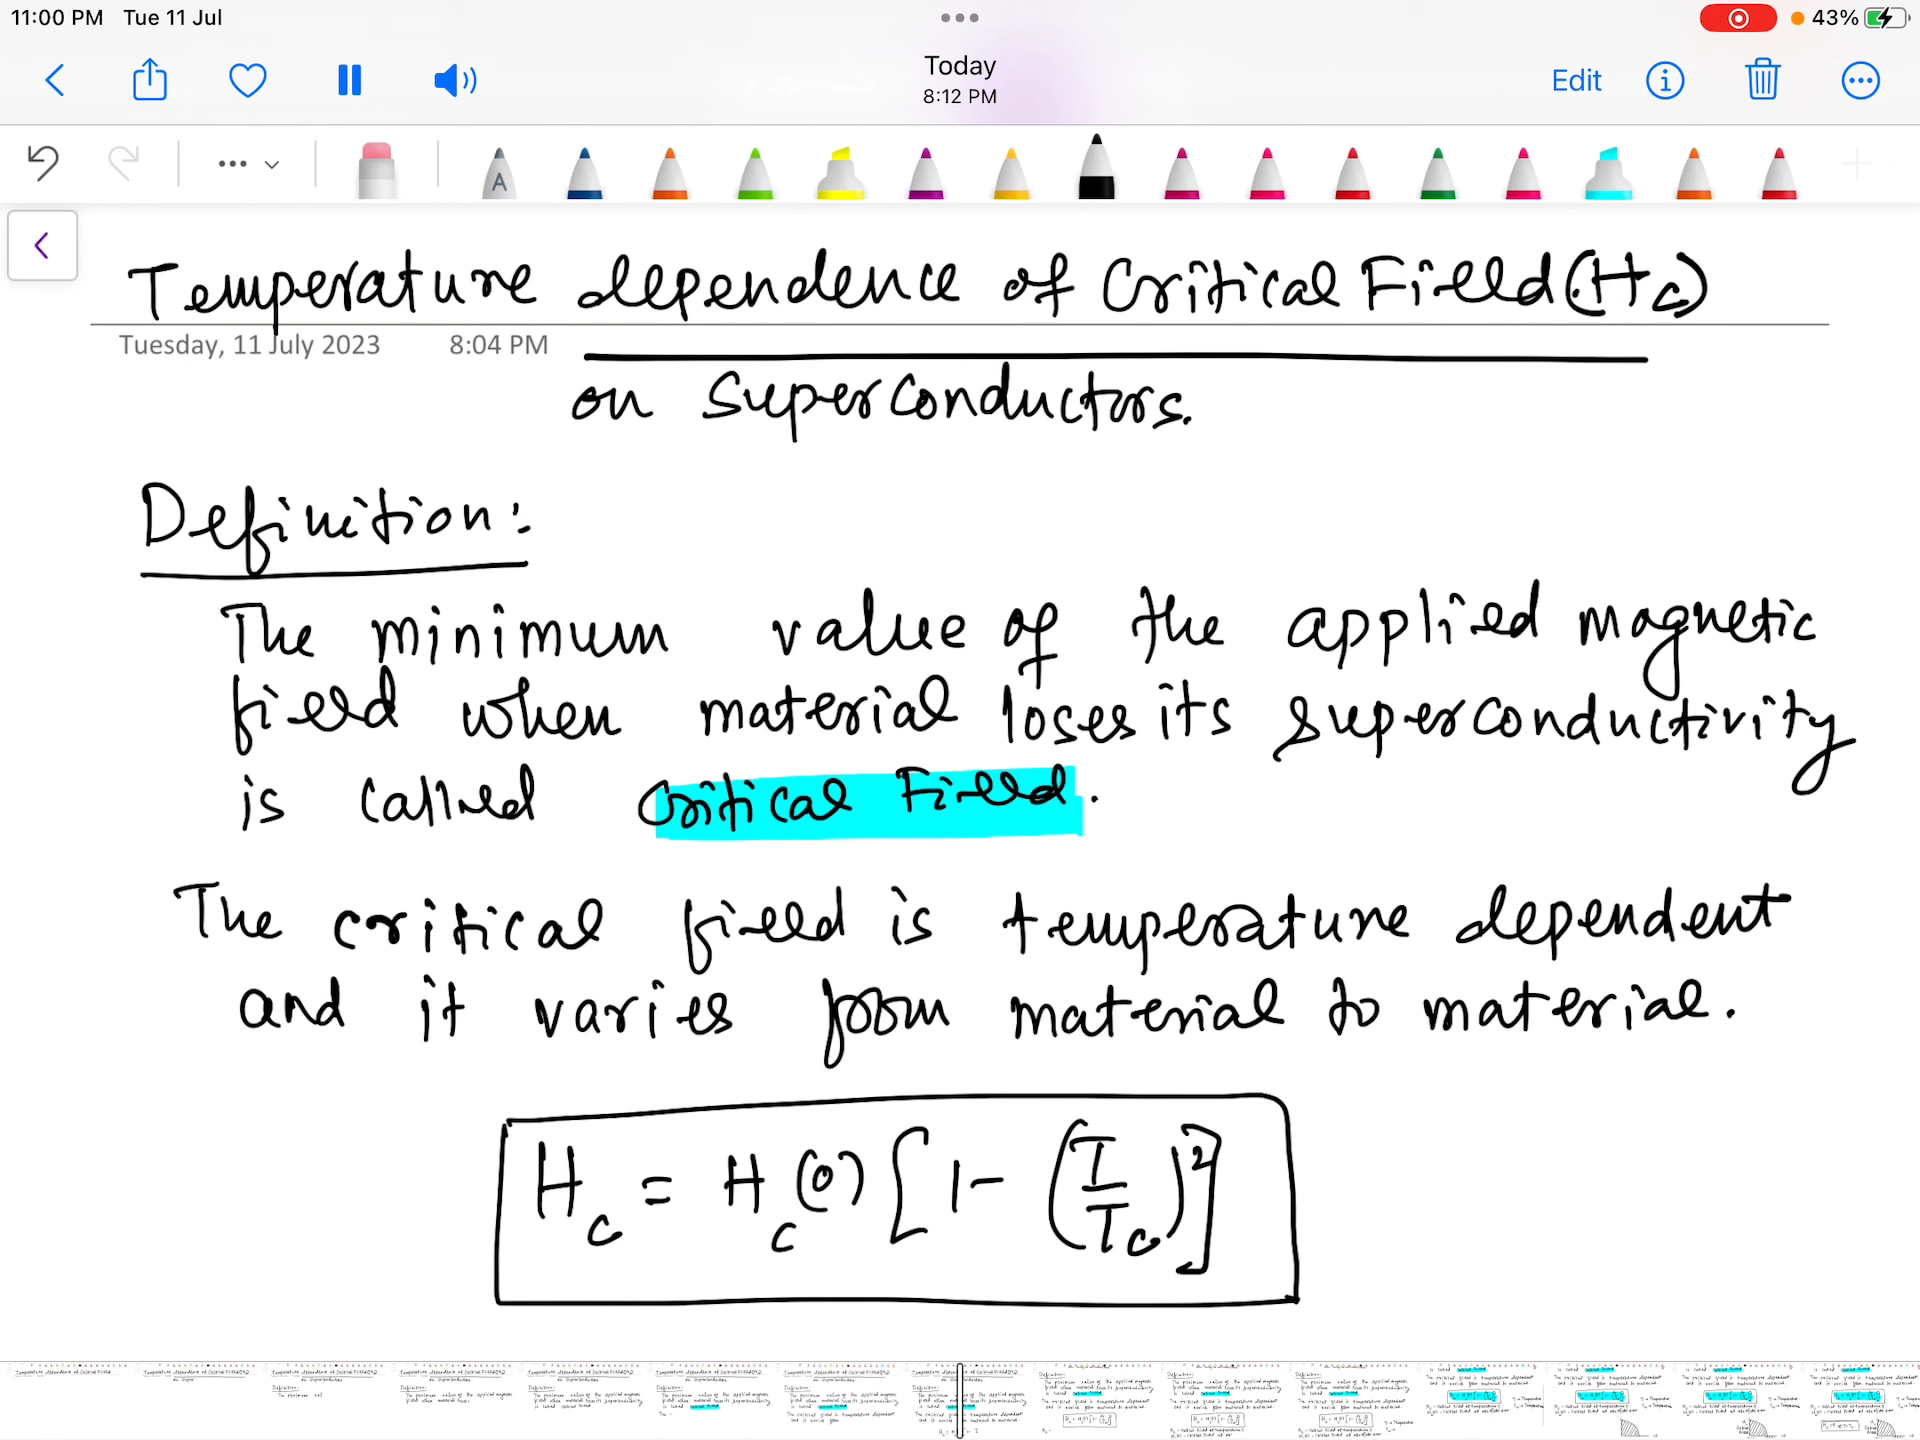 11:00 PM Tue 11 Jul
43%
Today
8:12 PM
Edit
A
Temperature dependence of Critical Field (Hc)
Tuesday, 11 July 2023 8:04 PM
on Superconductors.
Definition:
The minimum value of the applied magnetic
field when material loses its superconductivity
is called Critical Field.
The critical field is temperature dependent
and it varies from material to material.
Hc = Hc(0) [1 - (T/Tc)²]